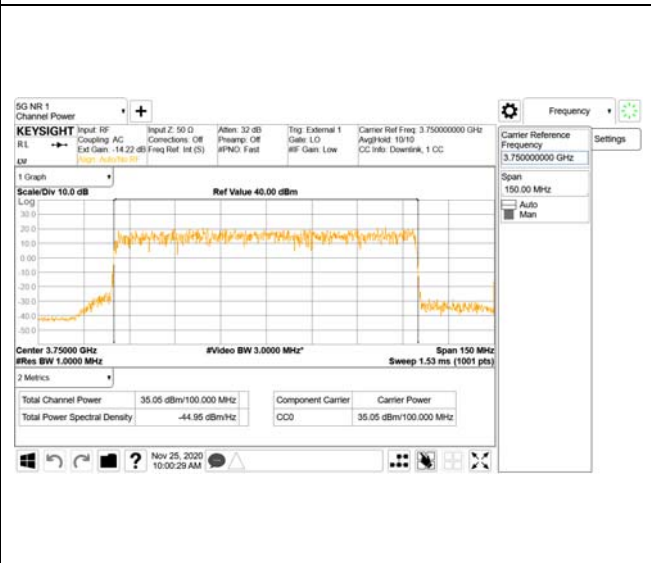 5G NR 1
Channel Power
Frequency
KEYSIGHT
RL
Input: RF
Coupling: AC
Ext Gain: -14.22 dB
Align: Auto/No RF
Input Z: 50 Ω
Corrections: Off
Freq Ref: Int (S)
Atten: 32 dB
Preamp: Off
#PNO: Fast
Trig: External 1
Gate: LO
#IF Gain: Low
Carrier Ref Freq: 3.750000000 GHz
Avg|Hold: 10/10
CC Info: Downlink, 1 CC
Carrier Reference
Frequency
3.750000000 GHz
Settings
Span
150.00 MHz
Auto
Man
1 Graph
Scale/Div 10.0 dB
Ref Value 40.00 dBm
Log
30.0
20.0
10.0
0.00
-10.0
-20.0
-30.0
-40.0
-50.0
Center 3.75000 GHz
#Video BW 3.0000 MHz*
Span 150 MHz
#Res BW 1.0000 MHz
Sweep 1.53 ms (1001 pts)
2 Metrics
Total Channel Power 35.05 dBm/100.000 MHz
Total Power Spectral Density -44.95 dBm/Hz
Component Carrier Carrier Power
CC0 35.05 dBm/100.000 MHz
Nov 25, 2020
10:00:29 AM